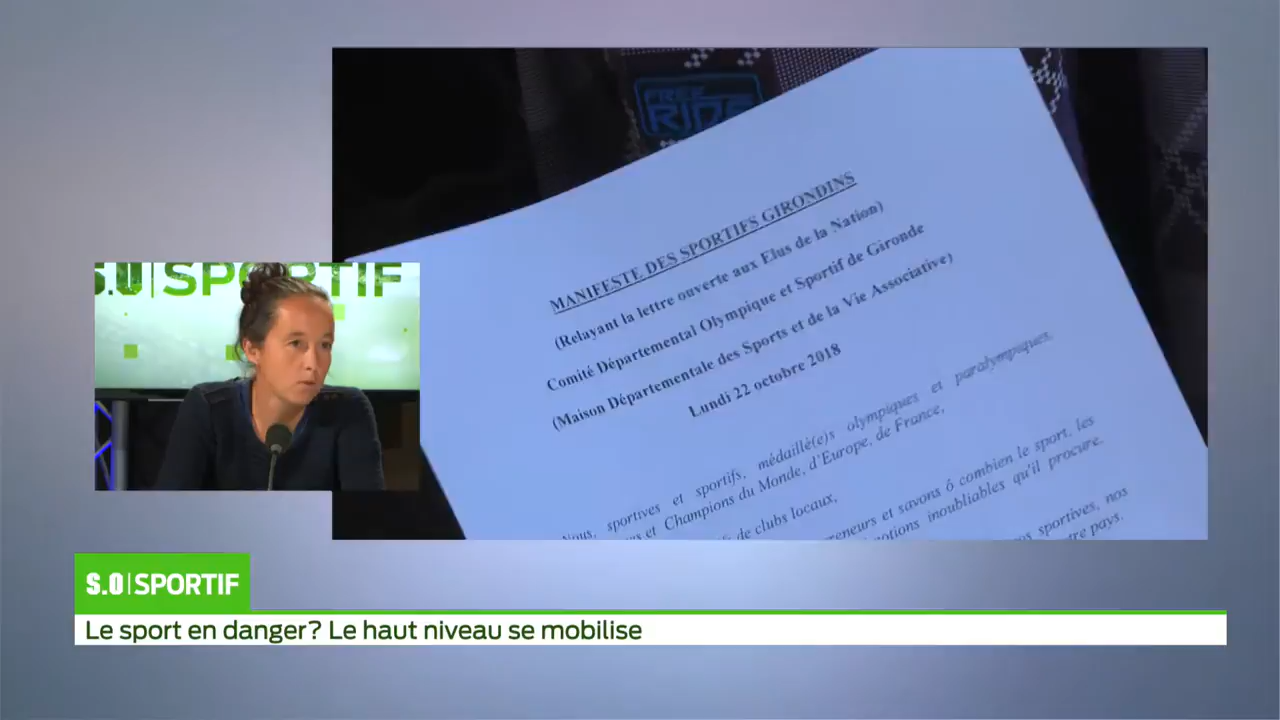 FREE
RIDE
MANIFESTE DES SPORTIFS GIRONDINS
(Relayant la lettre ouverte aux Elus de la Nation)
Comité Départemental Olympique et Sportif de Gironde
(Maison Départementale des Sports et de la Vie Associative)
Lundi 22 octobre 2018
Nous, sportives et sportifs, médaillé(e)s olympiques et paralympiques,
et Champions du Monde, d'Europe, de France,
de clubs locaux,
et savons ô combien le sport, les
inoubliables qu'il procure.
sportives, nos
pays.
S.O|SPORTIF
S.O|SPORTIF
Le sport en danger? Le haut niveau se mobilise